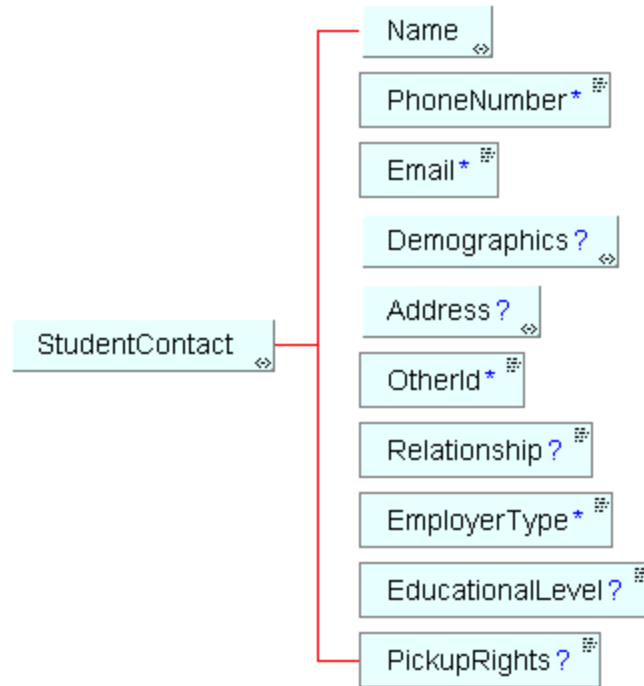 Name
PhoneNumber*
Email*
Demographics?
Address?
StudentContact
OtherId*
Relationship?
EmployerType*
EducationalLevel?
PickupRights?